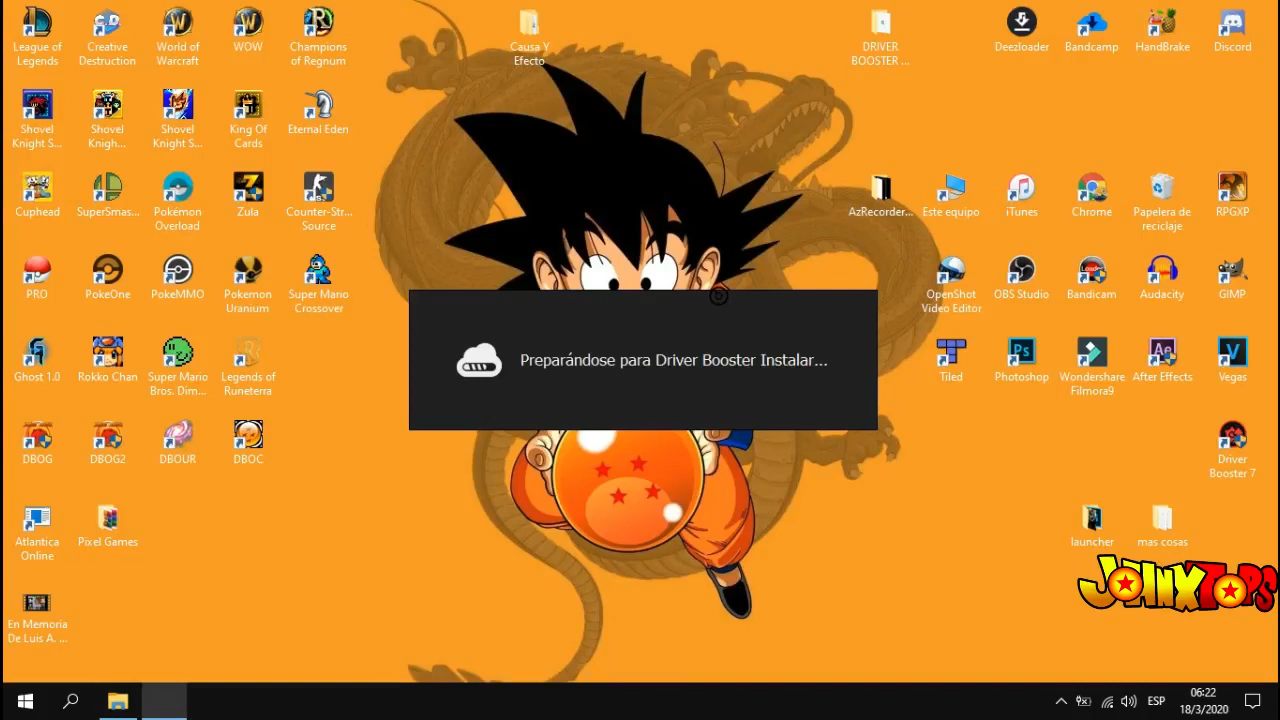 League of
Legends
Creative
Destruction
World of
Warcraft
WOW
Champions
of Regnum
Causa Y
Efecto
DRIVER
BOOSTER ...
Deezloader
Bandcamp
HandBrake
Discord
Shovel
Knight S...
Shovel
Knigh...
Shovel
Knight S...
King Of
Cards
Eternal Eden
Cuphead
SuperSmas...
Pokémon
Overload
Zula
Counter-Str...
Source
AzRecorder...
Este equipo
iTunes
Chrome
Papelera de
reciclaje
RPGXP
PRO
PokeOne
PokeMMO
Pokemon
Uranium
Super Mario
Crossover
OpenShot
Video Editor
OBS Studio
Bandicam
Audacity
GIMP
Preparándose para Driver Booster Instalar...
Ghost 1.0
Rokko Chan
Super Mario
Bros. Dim...
Legends of
Runeterra
Tiled
Photoshop
Wondershare
Filmora9
After Effects
Vegas
DBOG
DBOG2
DBOUR
DBOC
Driver
Booster 7
Atlantica
Online
Pixel Games
launcher
mas cosas
JOINXTOPS
En Memoria
De Luis A. ...
ESP
06:22
18/3/2020